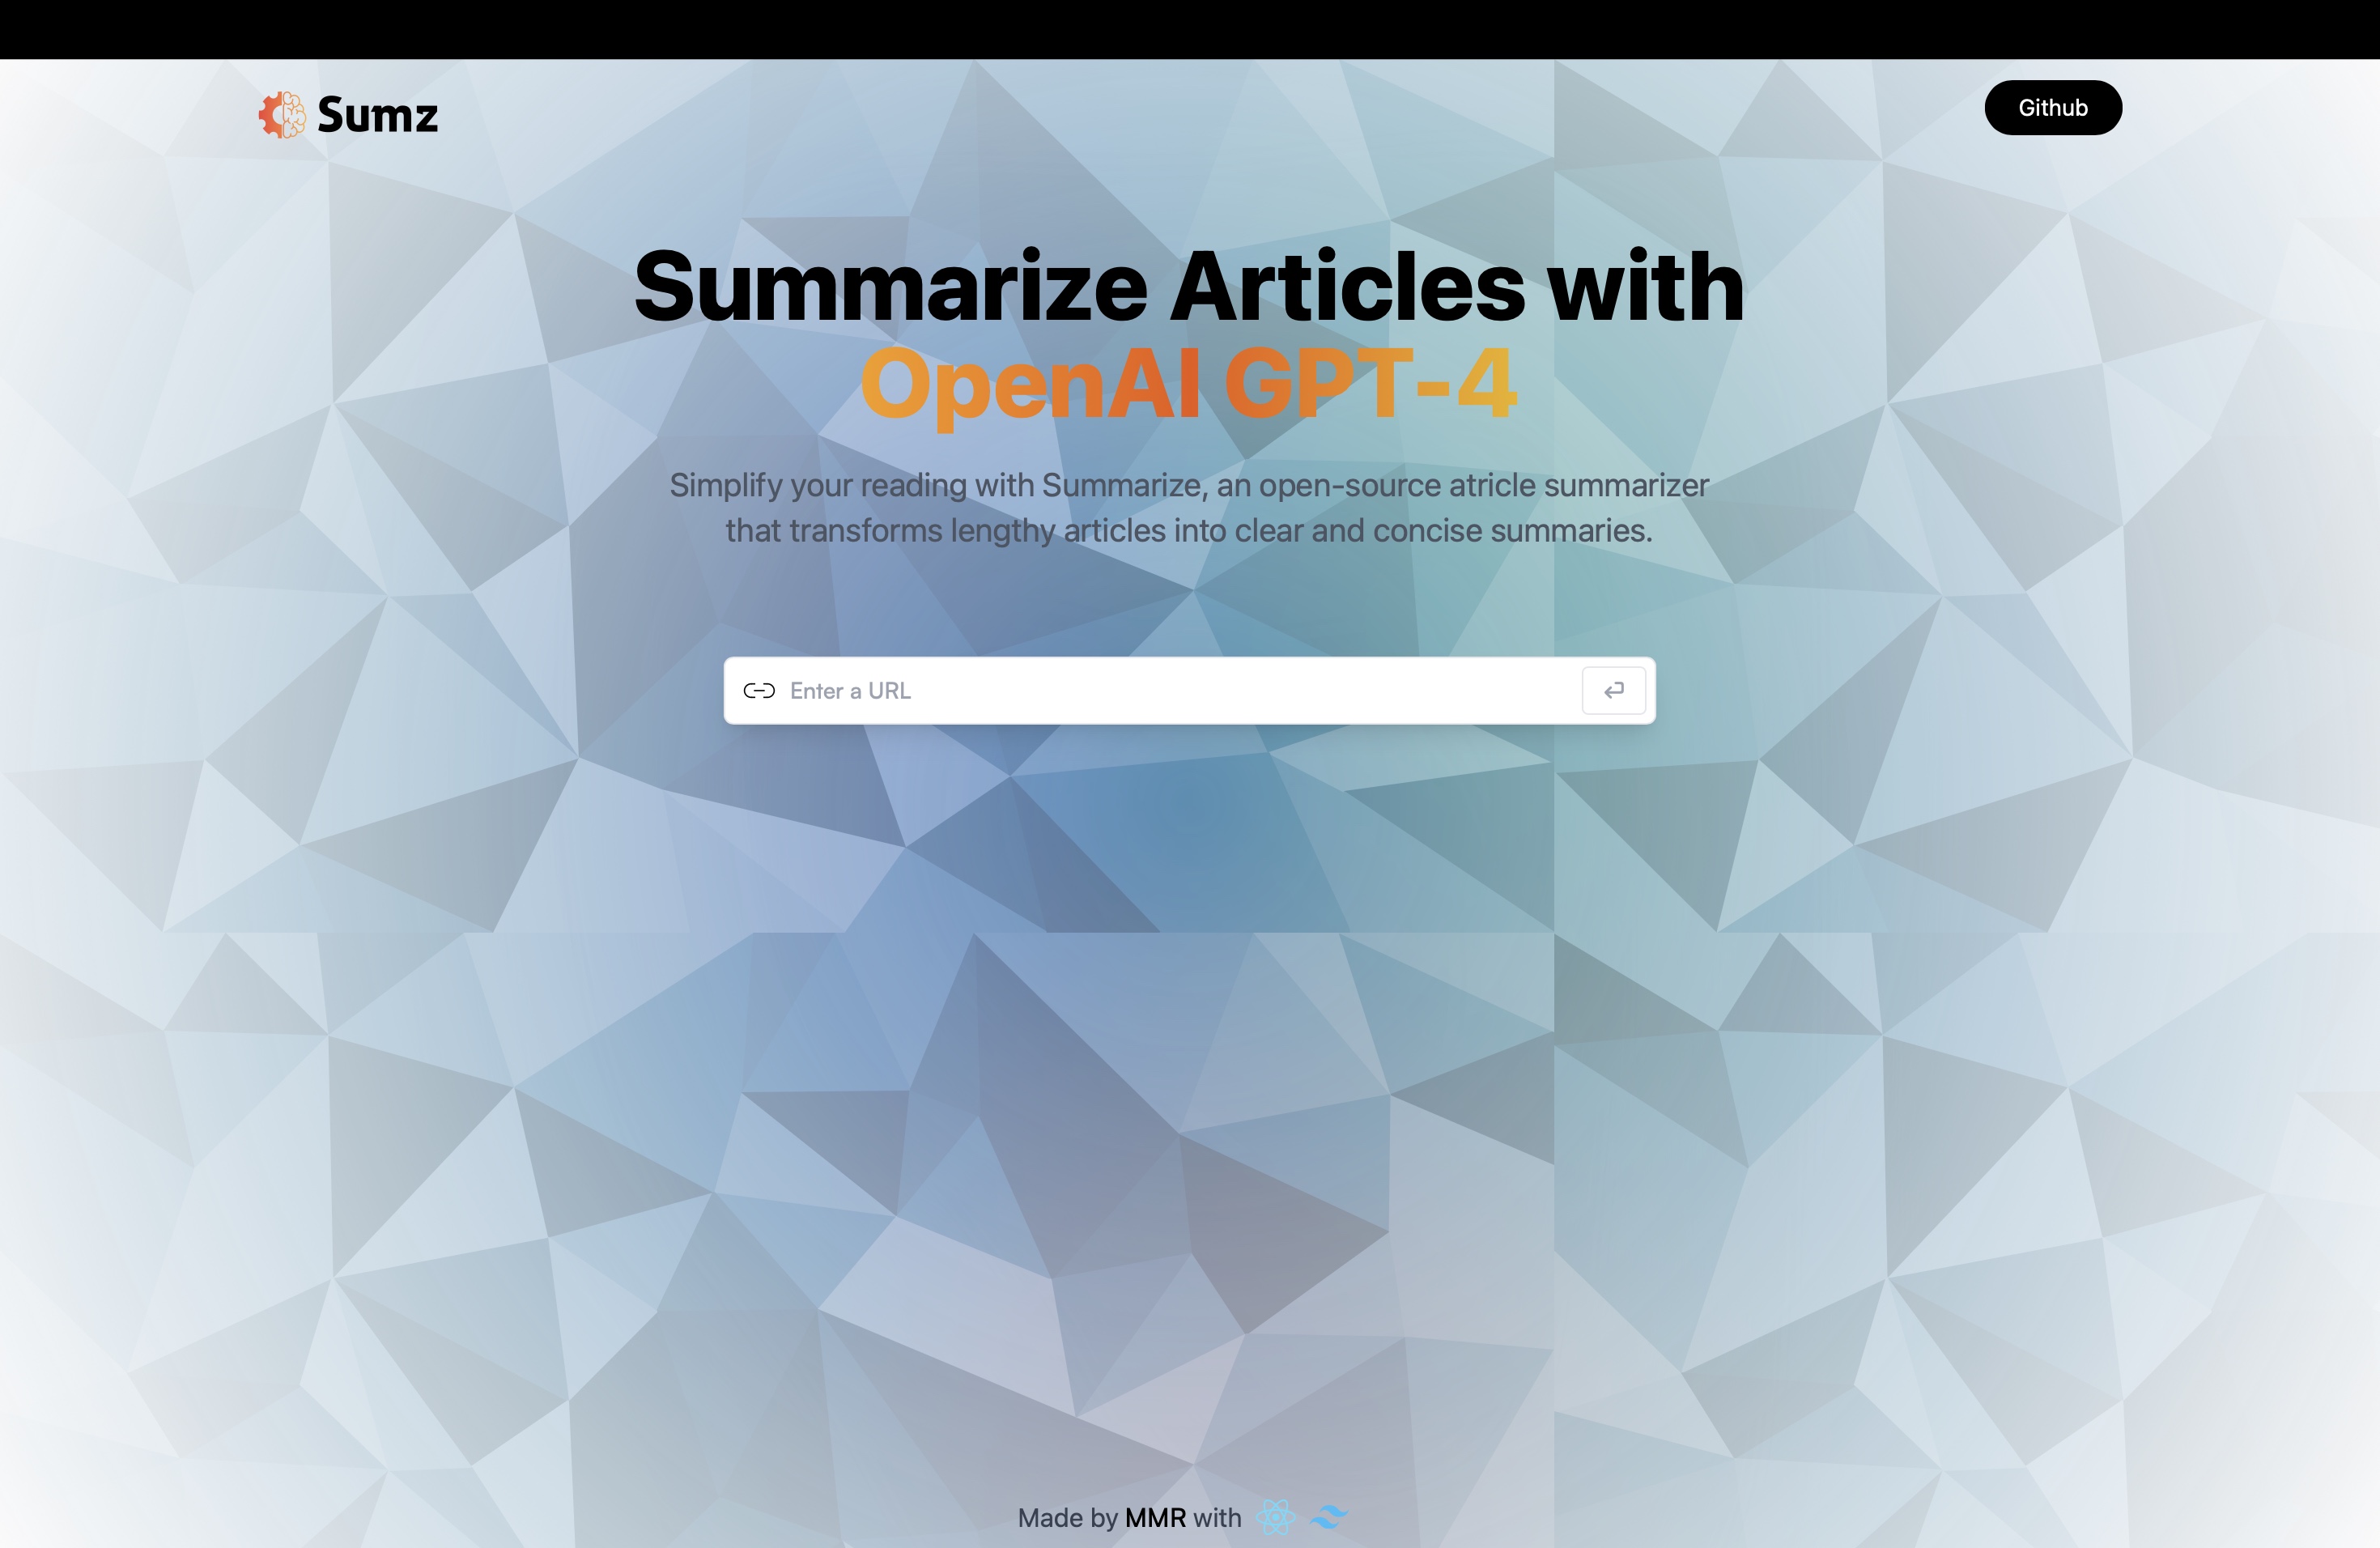 Sumz
Github
Summarize Articles with
OpenAI GPT-4
Simplify your reading with Summarize, an open-source atricle summarizer
that transforms lengthy articles into clear and concise summaries.
Enter a URL
Made by MMR with